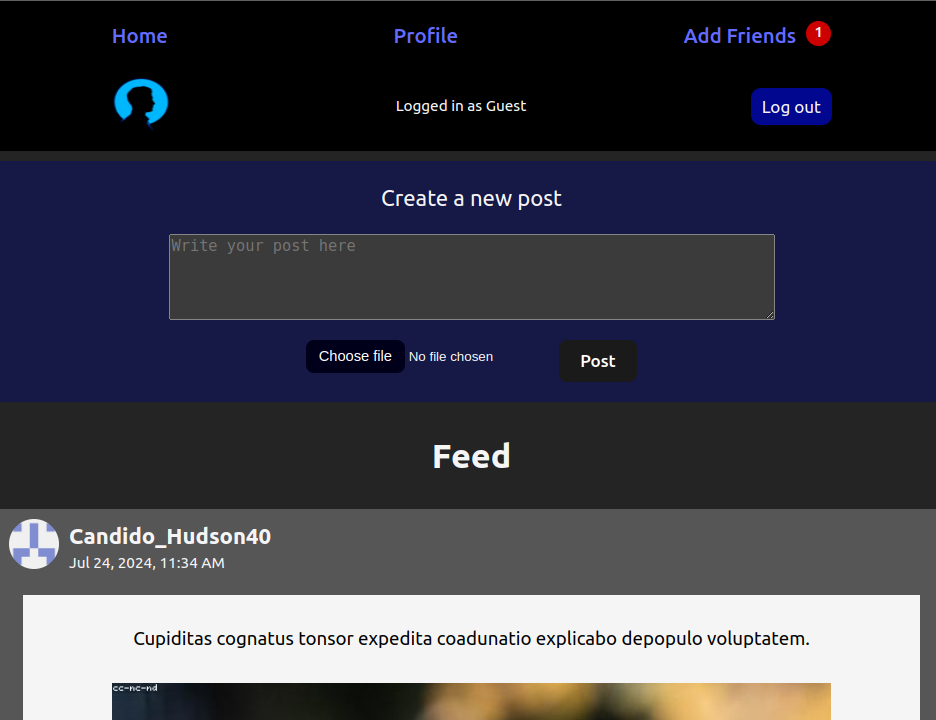 Home
Profile
Add Friends 1
Logged in as Guest
Log out
Create a new post
Write your post here
Choose file No file chosen
Post
Feed
Candido_Hudson40
Jul 24, 2024, 11:34 AM
Cupiditas cognatus tonsor expedita coadunatio explicabo depopulo voluptatem.
cc-nc-nd